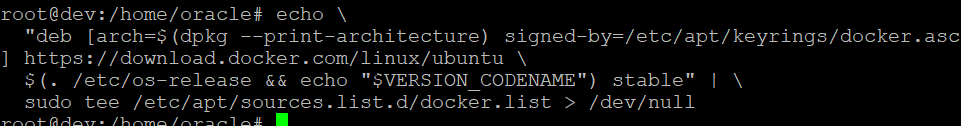 root@dev:/home/oracle# echo \
  "deb [arch=$(dpkg --print-architecture) signed-by=/etc/apt/keyrings/docker.asc
] https://download.docker.com/linux/ubuntu \
  $(. /etc/os-release && echo "$VERSION_CODENAME") stable" | \
  sudo tee /etc/apt/sources.list.d/docker.list > /dev/null
root@dev:/home/oracle#